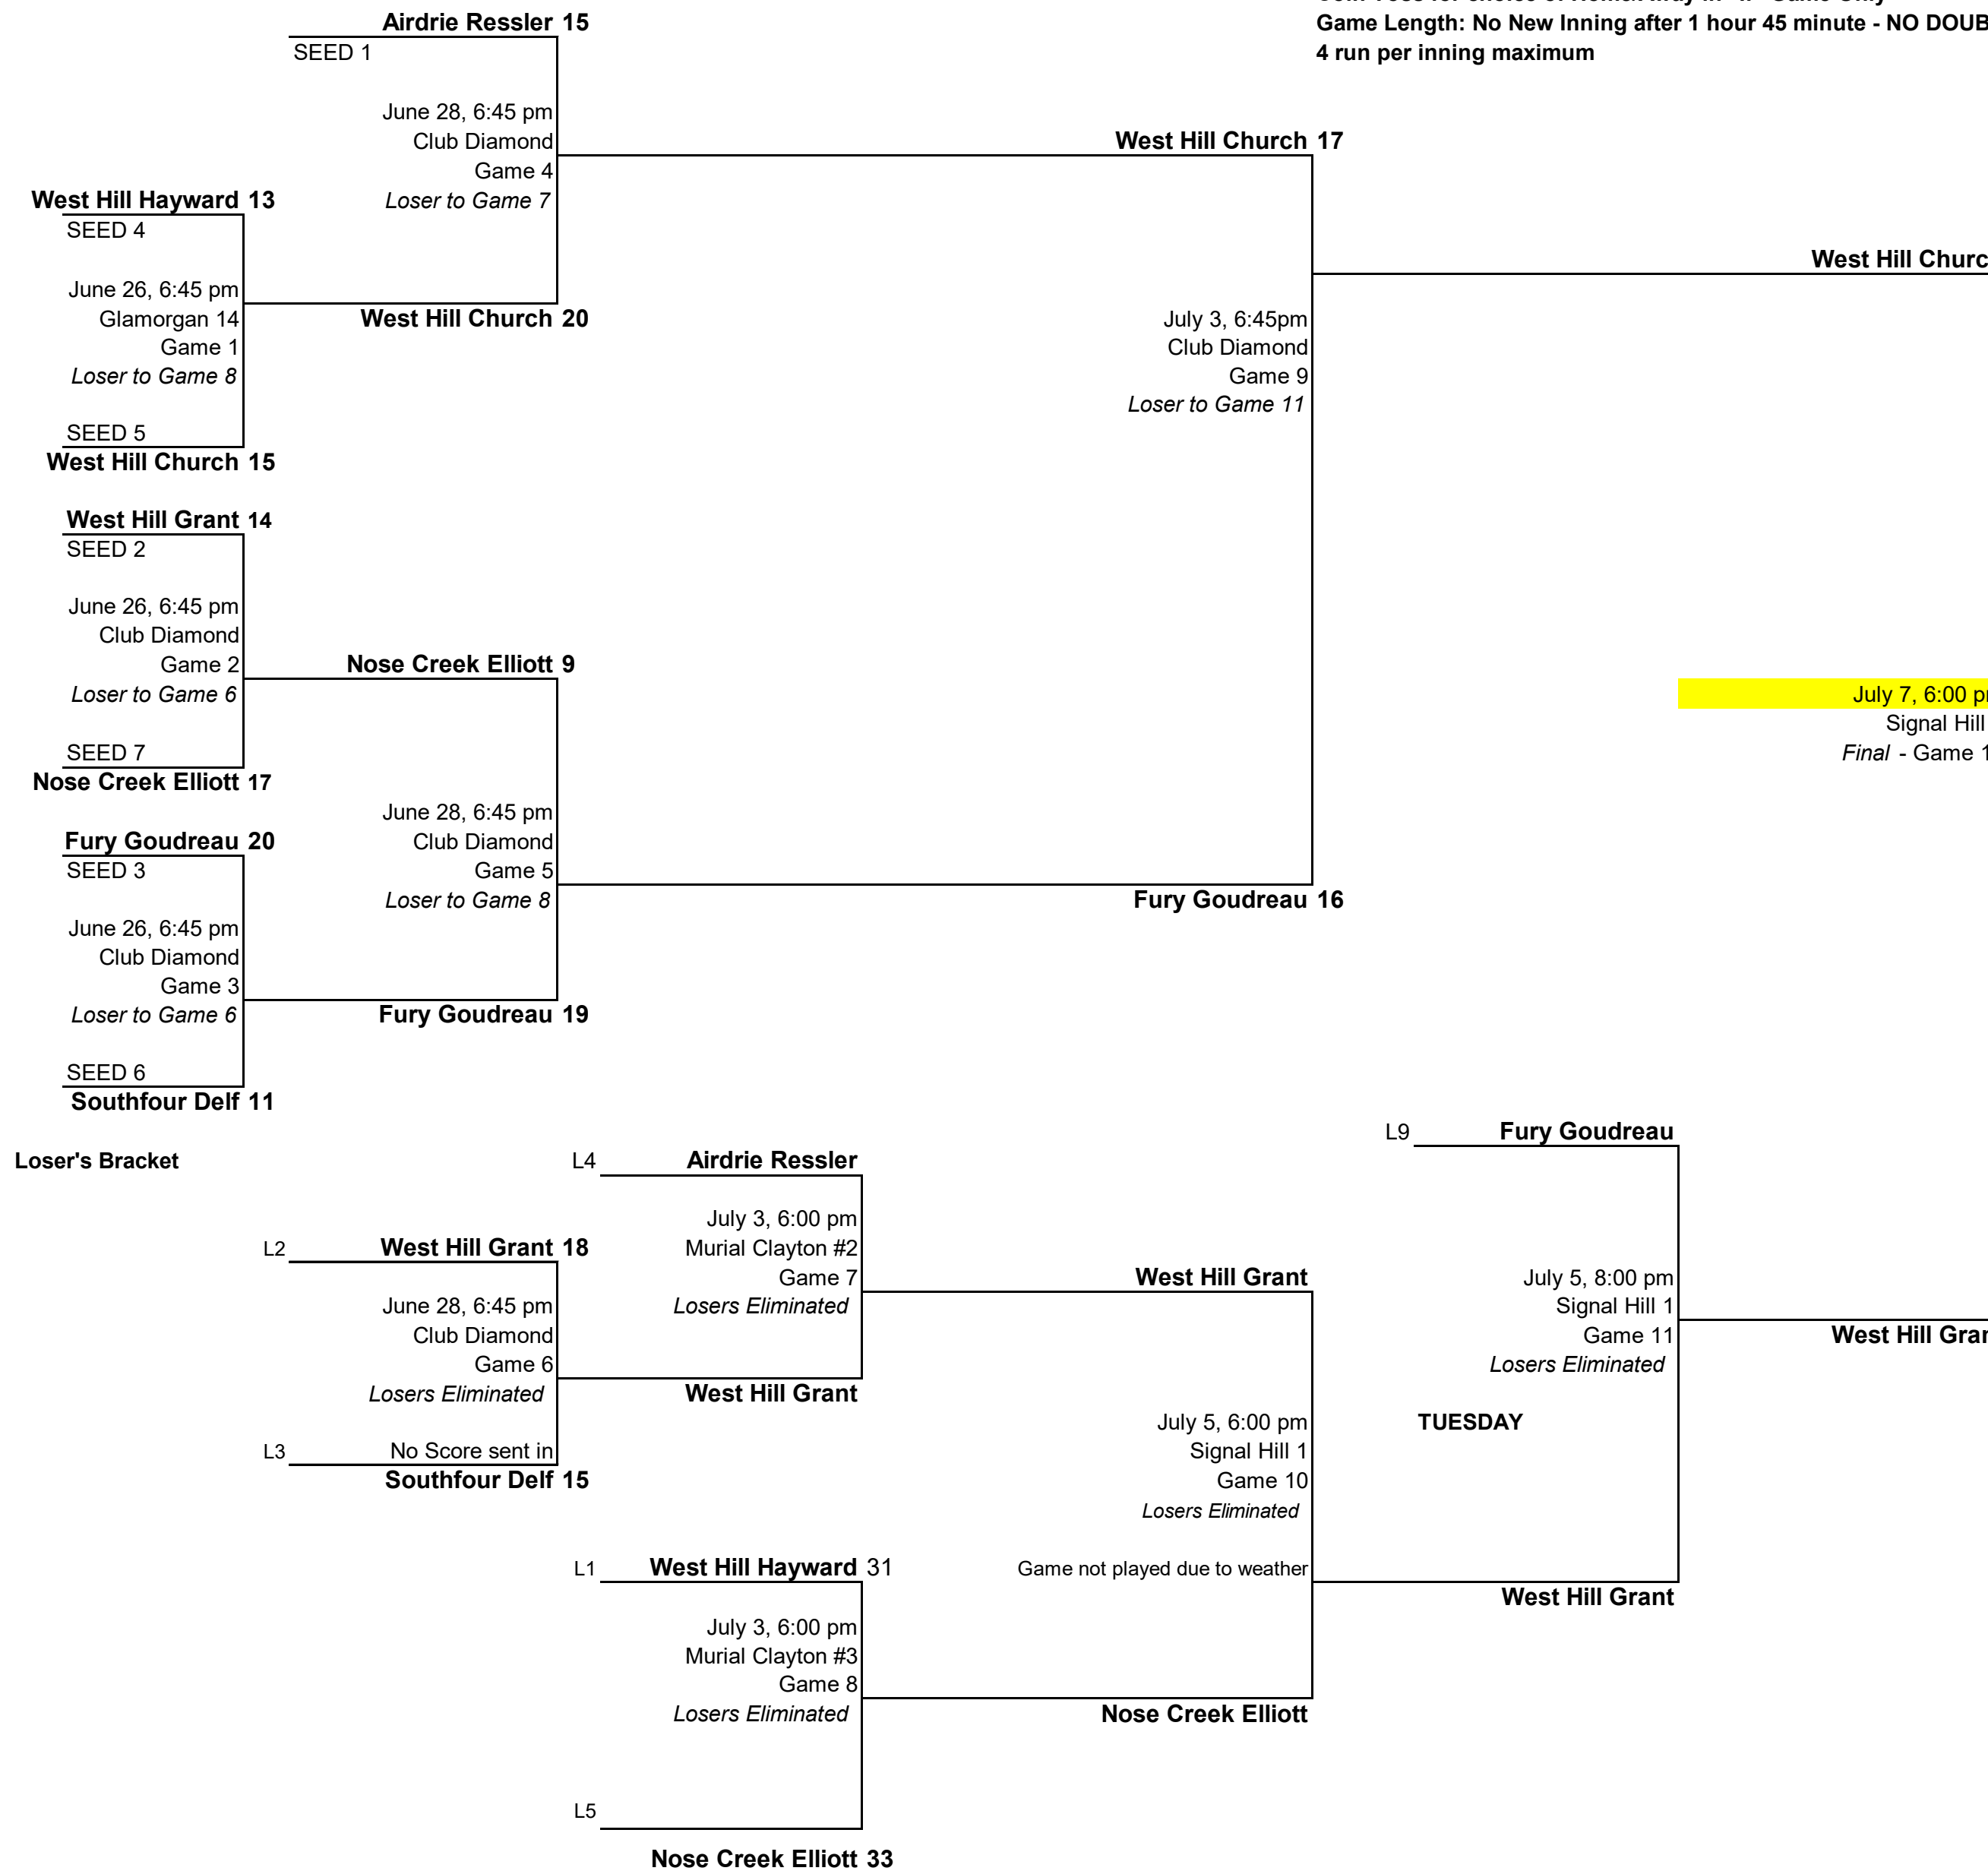 Airdrie Ressler 15
SEED 1
Game Length: No New Inning after 1 hour 45 minute - NO DOUB
4 run per inning maximum
June 28, 6:45 pm
Club Diamond
Game 4
Loser to Game 7
West Hill Church 17
West Hill Hayward 13
SEED 4
June 26, 6:45 pm
Glamorgan 14
Game 1
Loser to Game 8
SEED 5
West Hill Church 15
West Hill Church 20
July 3, 6:45pm
Club Diamond
Game 9
Loser to Game 11
West Hill Churc
West Hill Grant 14
SEED 2
June 26, 6:45 pm
Club Diamond
Game 2
Loser to Game 6
SEED 7
Nose Creek Elliott 17
Nose Creek Elliott 9
July 7, 6:00 p
Signal Hill
Final - Game 1
Fury Goudreau 20
SEED 3
June 26, 6:45 pm
Club Diamond
Game 3
Loser to Game 6
SEED 6
Southfour Delf 11
June 28, 6:45 pm
Club Diamond
Game 5
Loser to Game 8
Fury Goudreau 16
Fury Goudreau 19
Loser's Bracket
L4 Airdrie Ressler
L9 Fury Goudreau
L2 West Hill Grant 18
June 28, 6:45 pm
Club Diamond
Game 6
Losers Eliminated
L3 No Score sent in
Southfour Delf 15
July 3, 6:00 pm
Murial Clayton #2
Game 7
Losers Eliminated
West Hill Grant
West Hill Grant
July 5, 8:00 pm
Signal Hill 1
Game 11
Losers Eliminated
West Hill Gra
TUESDAY
July 5, 6:00 pm
Signal Hill 1
Game 10
Losers Eliminated
Game not played due to weather
West Hill Grant
L1 West Hill Hayward 31
July 3, 6:00 pm
Murial Clayton #3
Game 8
Losers Eliminated
Nose Creek Elliott
L5
Nose Creek Elliott 33